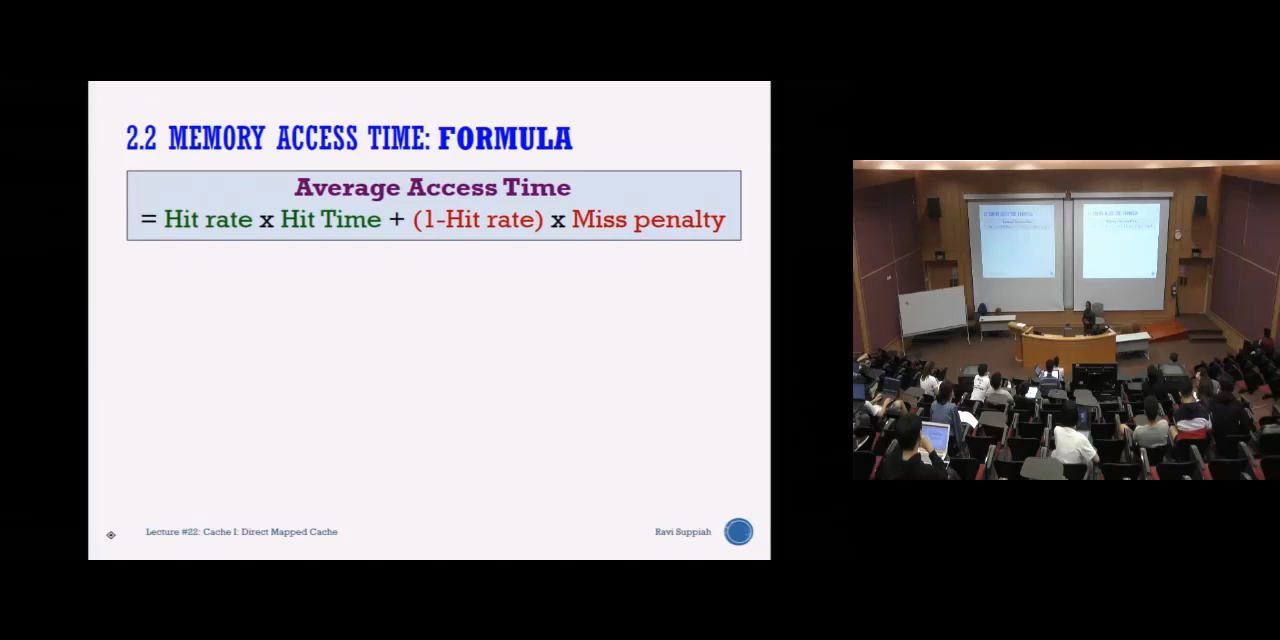 2.2 MEMORY ACCESS TIME: FORMULA
Average Access Time
= Hit rate x Hit Time + (1-Hit rate) x Miss penalty
Lecture #22: Cache I: Direct Mapped Cache
Ravi Suppiah